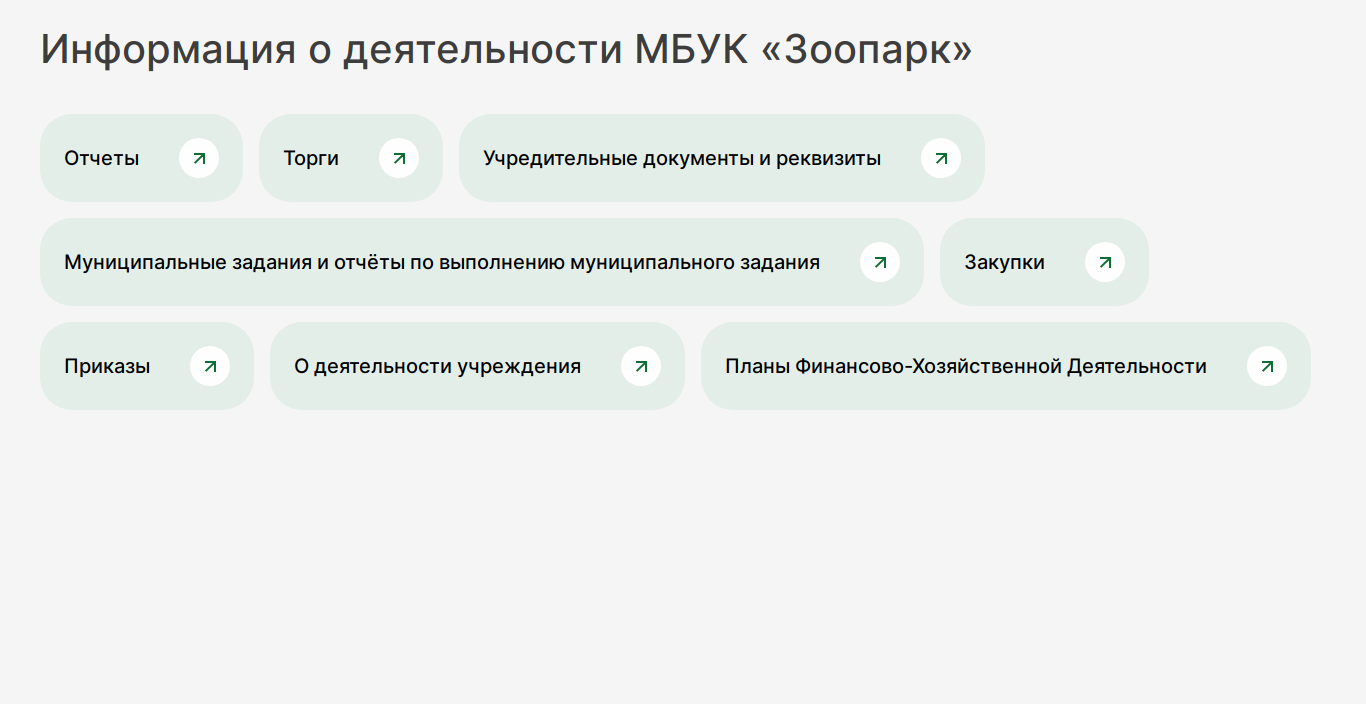 Информация о деятельности МБУК «Зоопарк»
Отчеты
Торги
Учредительные документы и реквизиты
Муниципальные задания и отчёты по выполнению муниципального задания
Закупки
Приказы
О деятельности учреждения
Планы Финансово-Хозяйственной Деятельности